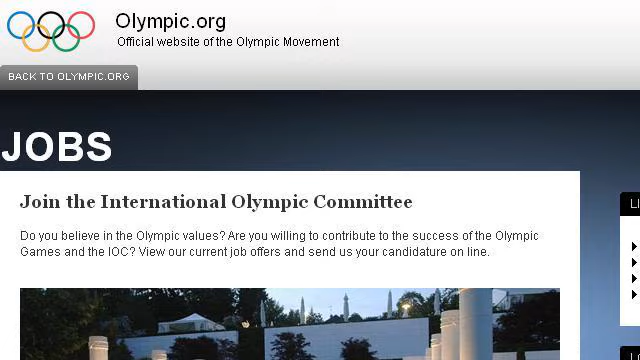 Olympic.org
Official website of the Olympic Movement
BACK TO OLYMPIC.ORG
JOBS
Join the International Olympic Committee
Do you believe in the Olympic values? Are you willing to contribute to the success of the Olympic
Games and the IOC? View our current job offers and send us your candidature on line.